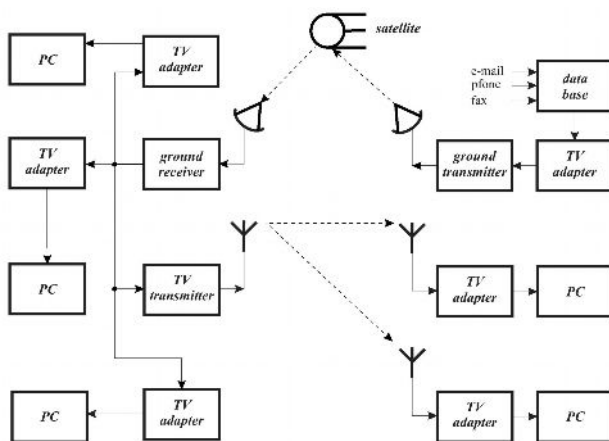 satellite
PC
TV
adapter
e-mail
pfone
fax
data
base
TV
adapter
ground
receiver
ground
transmitter
TV
adapter
PC
TV
transmitter
TV
adapter
PC
PC
TV
adapter
TV
adapter
PC